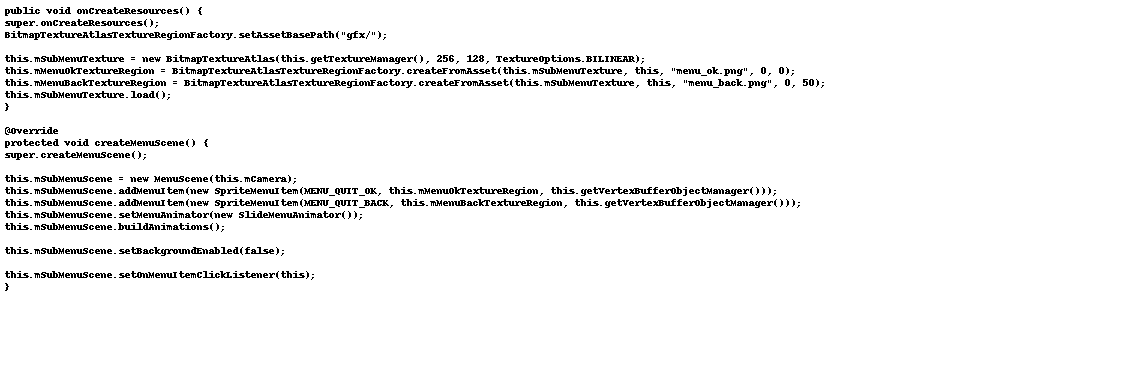 public void onCreateResources() {
super.onCreateResources();
BitmapTextureAtlasTextureRegionFactory.setAssetBasePath("gfx/");
this.mSubMenuTexture = new BitmapTextureAtlas(this.getTextureManager(), 256, 128, TextureOptions.BILINEAR);
this.mMenuOkTextureRegion = BitmapTextureAtlasTextureRegionFactory.createFromAsset(this.mSubMenuTexture, this, "menu_ok.png", 0, 0);
this.mMenuBackTextureRegion = BitmapTextureAtlasTextureRegionFactory.createFromAsset(this.mSubMenuTexture, this, "menu_back.png", 0, 50);
this.mSubMenuTexture.load();
}
@Override
protected void createMenuScene() {
super.createMenuScene();
this.mSubMenuScene = new MenuScene(this.mCamera);
this.mSubMenuScene.addMenuItem(new SpriteMenuItem(MENU_QUIT_OK, this.mMenuOkTextureRegion, this.getVertexBufferObjectManager()));
this.mSubMenuScene.addMenuItem(new SpriteMenuItem(MENU_QUIT_BACK, this.mMenuBackTextureRegion, this.getVertexBufferObjectManager()));
this.mSubMenuScene.setMenuAnimator(new SlideMenuAnimator());
this.mSubMenuScene.buildAnimations();
this.mSubMenuScene.setBackgroundEnabled(false);
this.mSubMenuScene.setOnMenuItemClickListener(this);
}